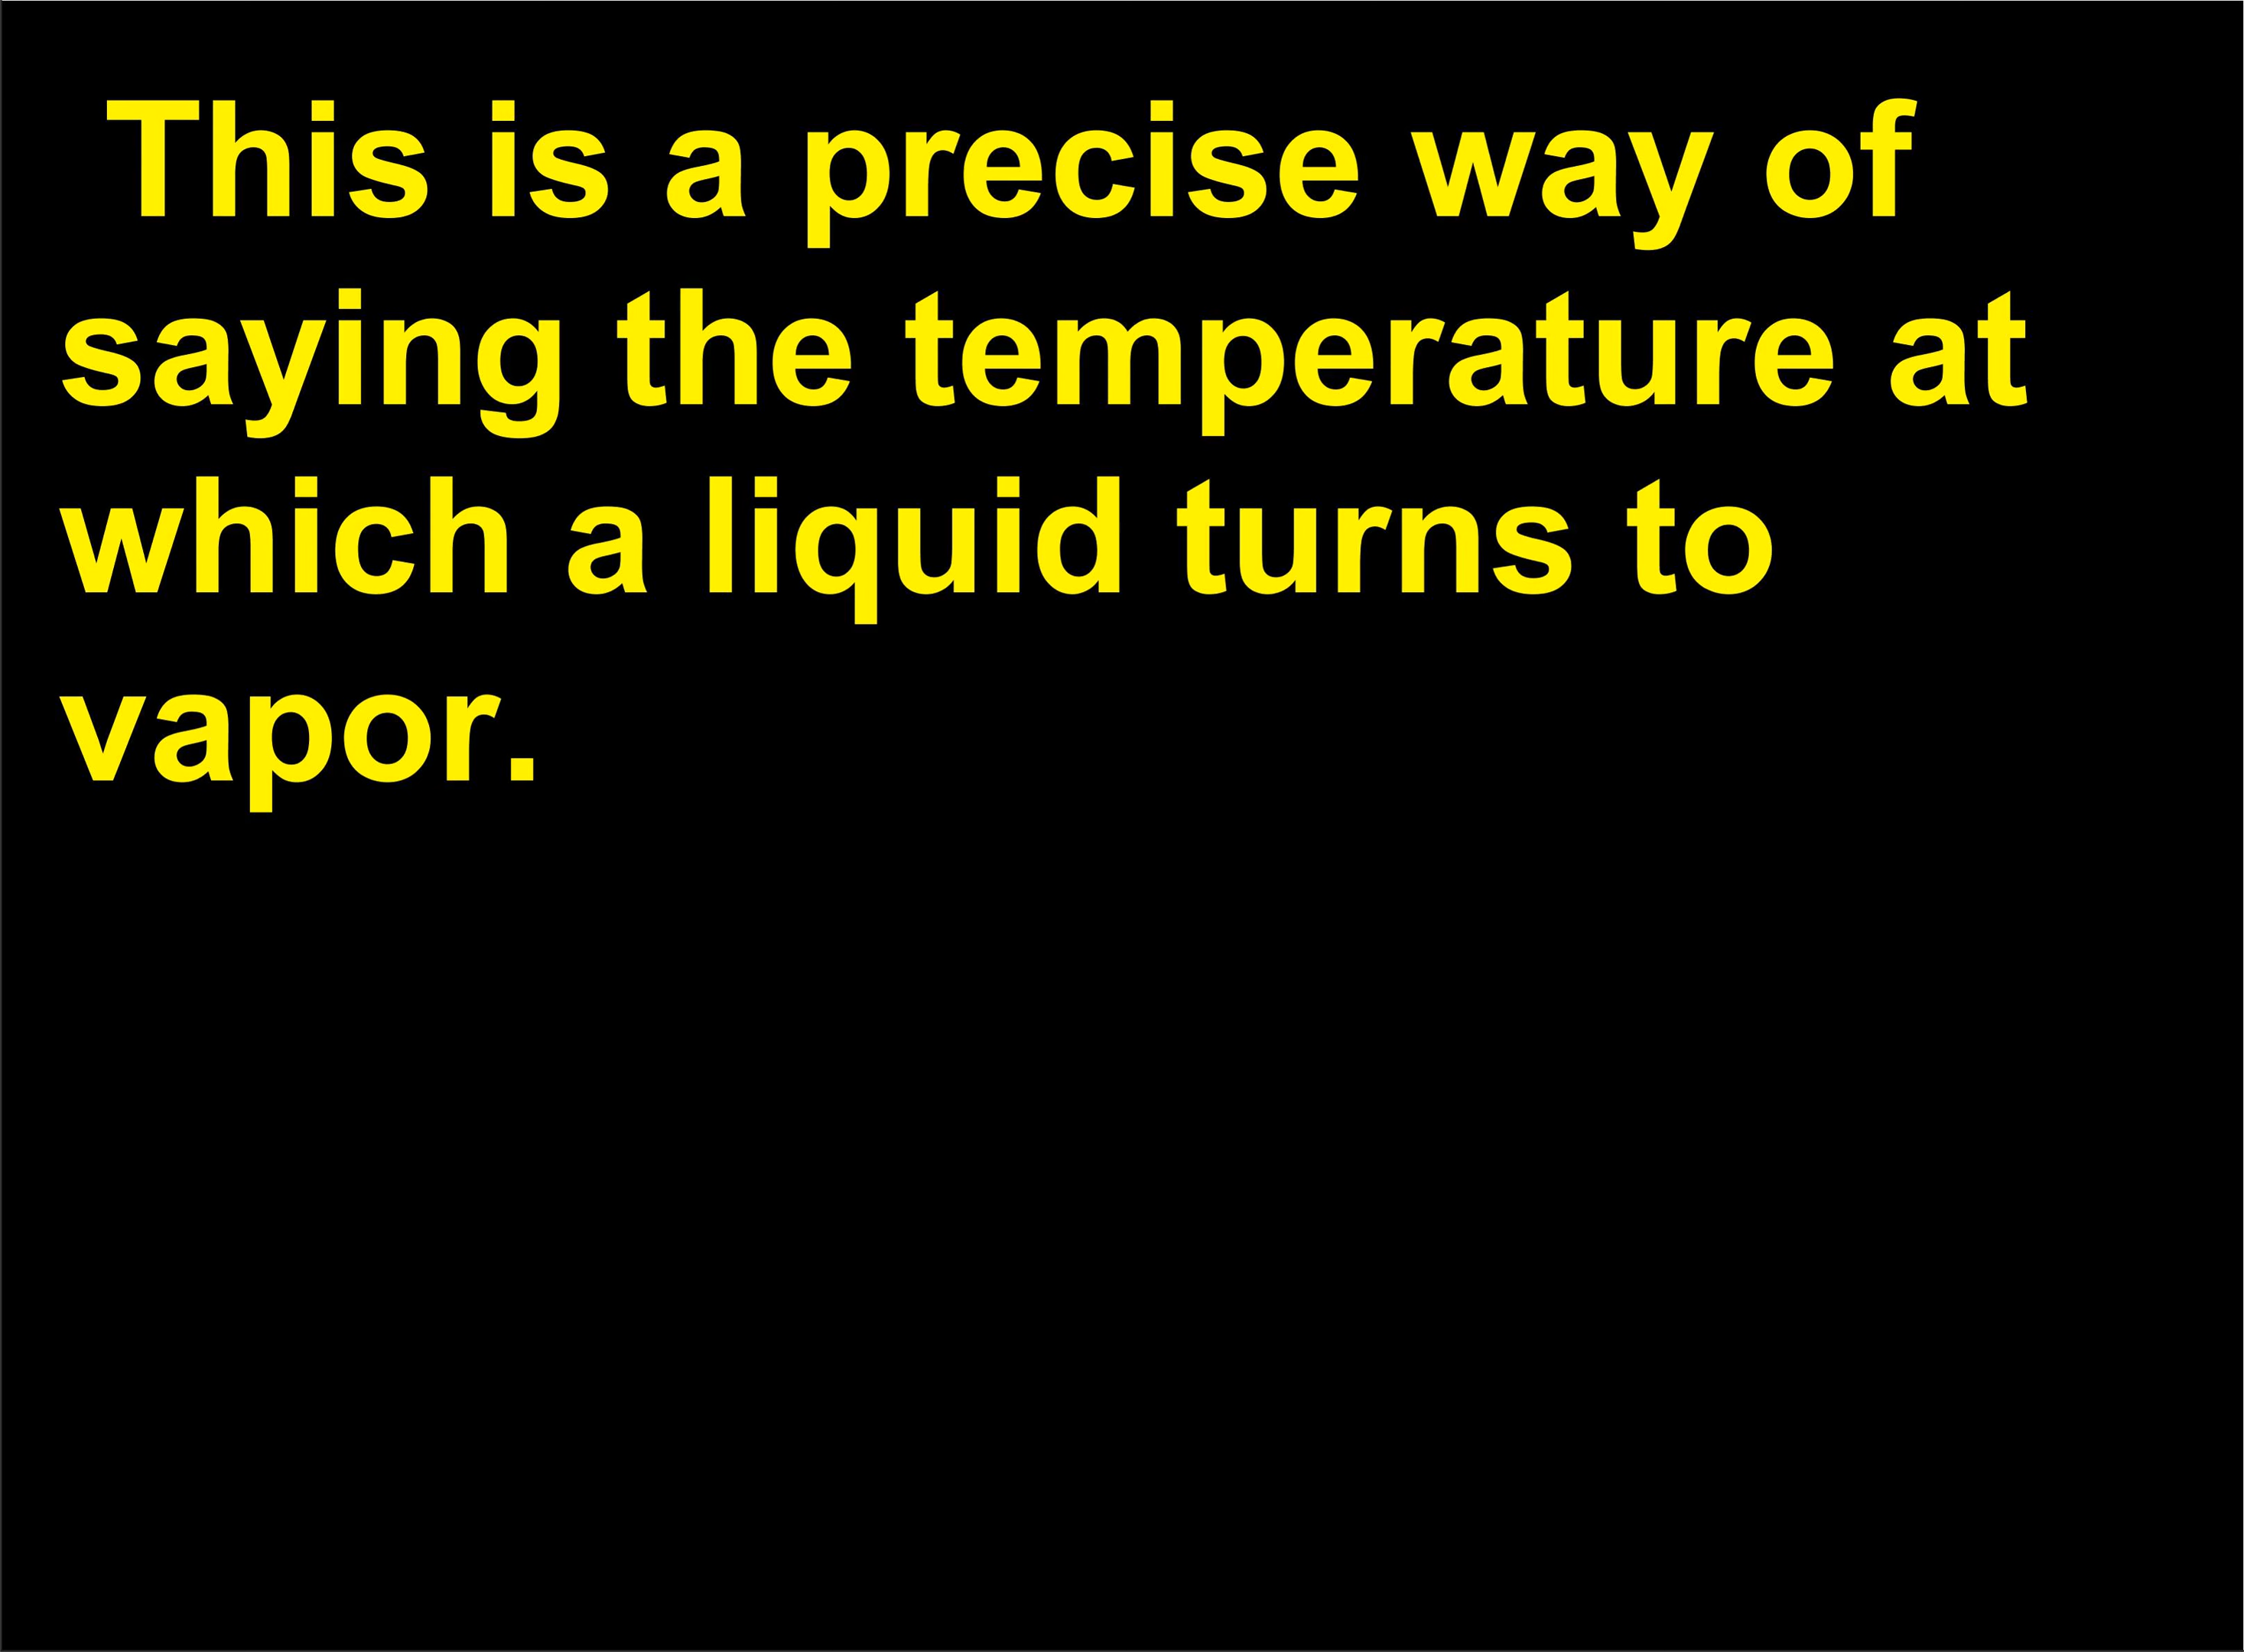 This is a precise way of
saying the temperature at
which a liquid turns to
vapor.